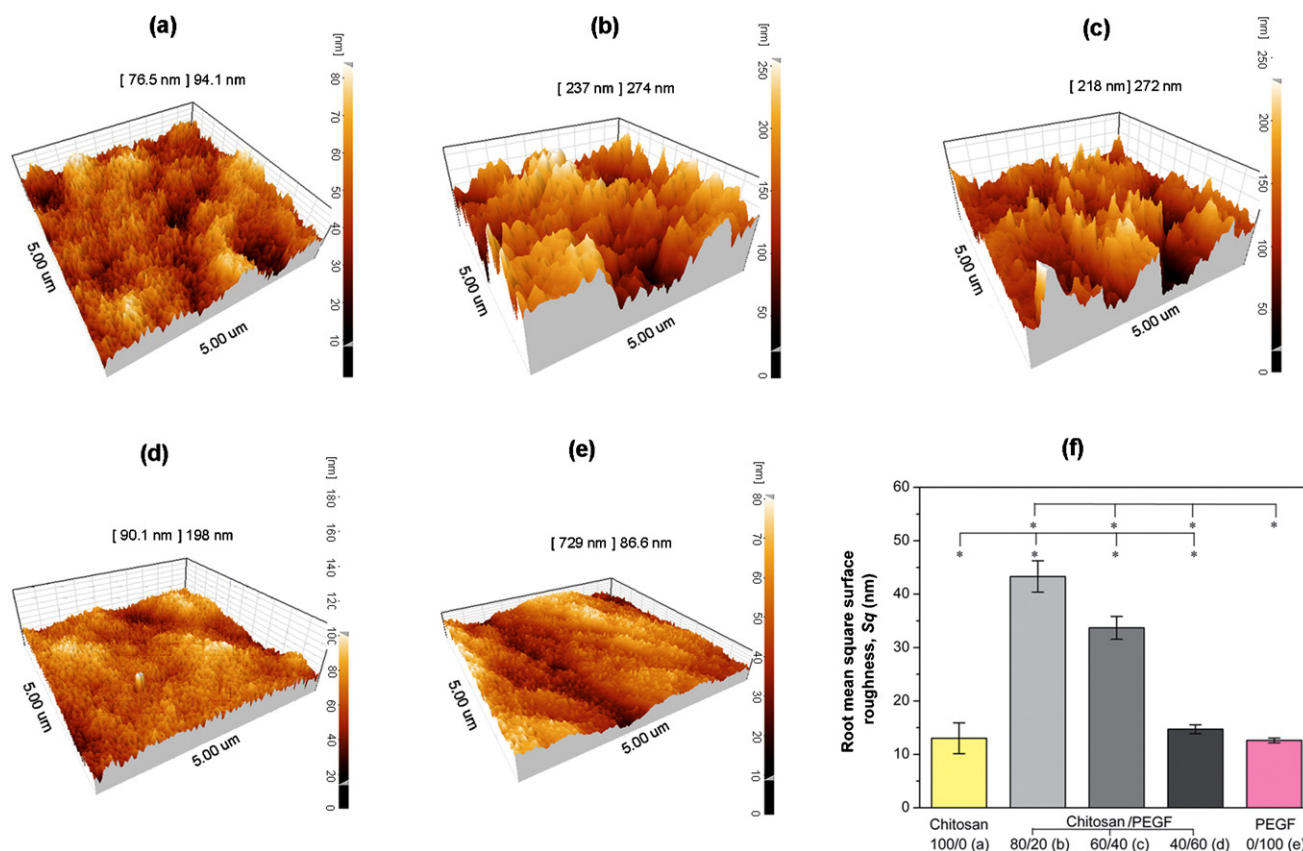 (a)
[ 76.5 nm ] 94.1 nm
[nm]
80
70
60
50
40
30
20
10
5.00 um
5.00 um
(b)
[ 237 nm ] 274 nm
[nm]
250
200
150
100
50
0
5.00 um
5.00 um
(c)
[ 218 nm ] 272 nm
[nm]
250
200
150
100
50
0
5.00 um
5.00 um
(d)
[ 90.1 nm ] 198 nm
[nm]
180
160
140
120
100
80
60
40
20
0
5.00 um
5.00 um
(e)
[ 729 nm ] 86.6 nm
[nm]
80
70
60
50
40
30
20
10
0
5.00 um
5.00 um
(f)
Root mean square surface
roughness, Sq (nm)
60
50
40
30
20
10
0
* * * *
* * * *
Chitosan Chitosan/PEGF PEGF
100/0 (a) 80/20 (b) 60/40 (c) 40/60 (d) 0/100 (e)